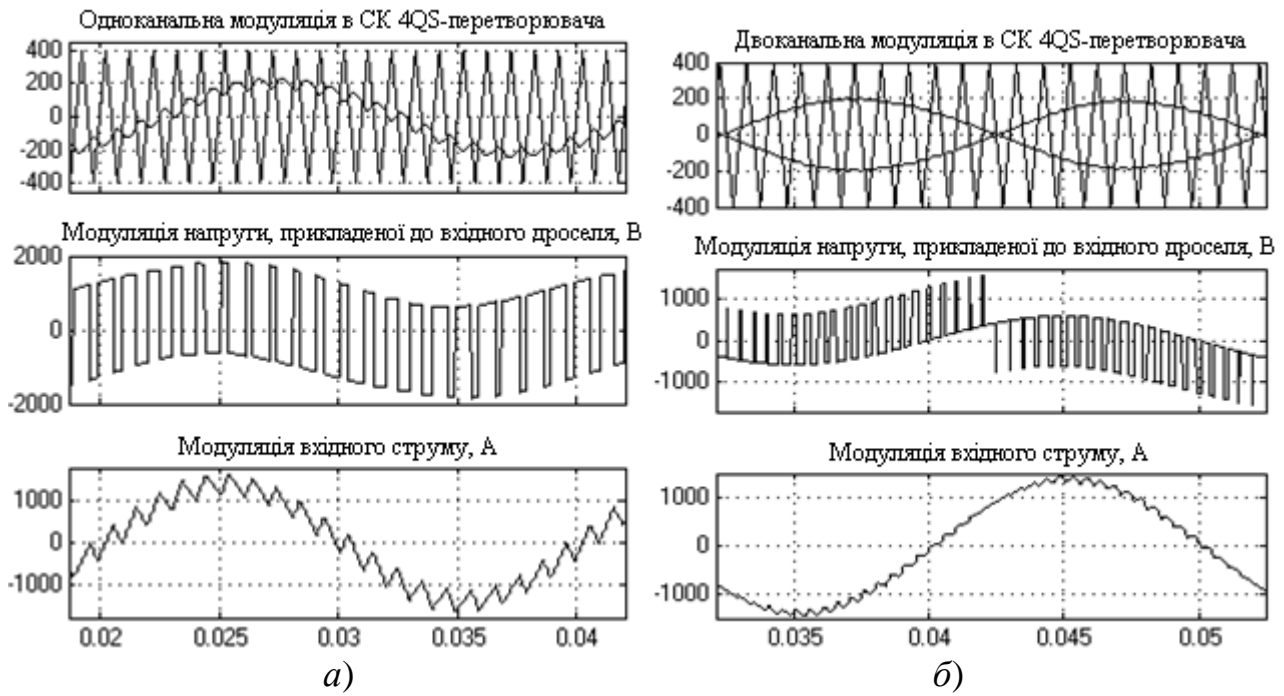 Одноканальна модуляція в СК 4QS-перетворювача
400
200
0
-200
-400
Модуляція напруги, прикладеної до вхідного дроселя, В
2000
0
-2000
Модуляція вхідного струму, А
1000
0
-1000
0.02 0.025 0.03 0.035 0.04
а)
Двоканальна модуляція в СК 4QS-перетворювача
400
200
0
-200
-400
Модуляція напруги, прикладеної до вхідного дроселя, В
1000
0
-1000
Модуляція вхідного струму, А
1000
0
-1000
0.035 0.04 0.045 0.05
б)